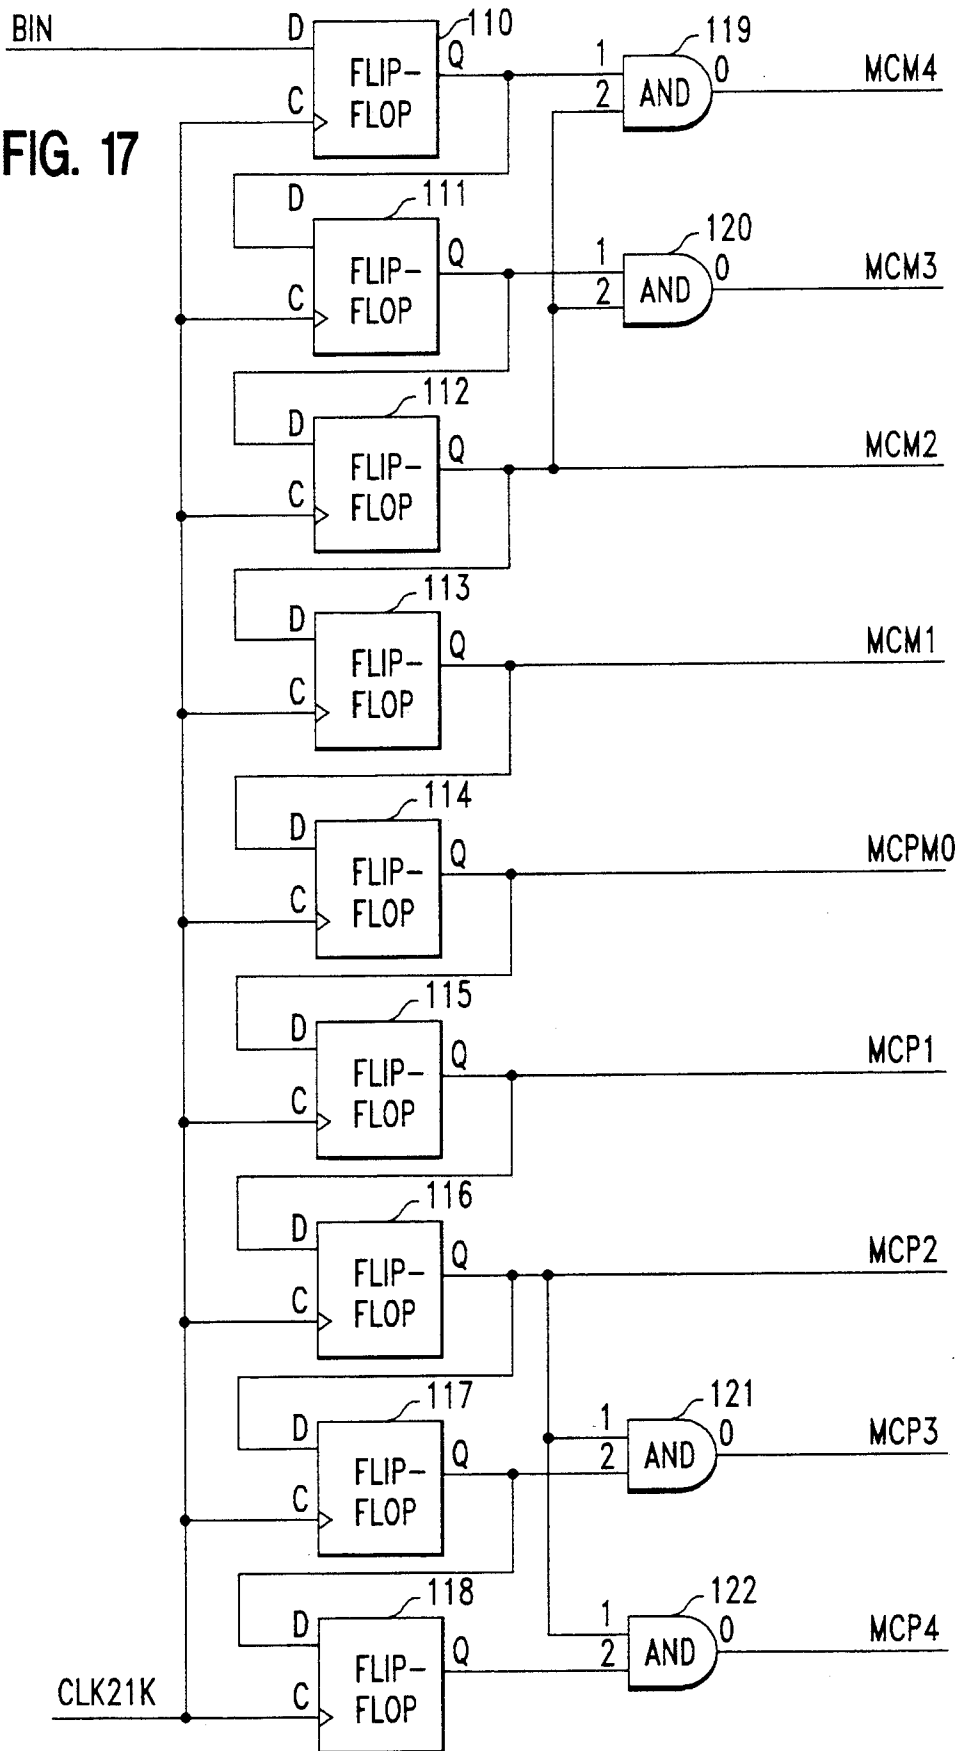 BIN
D
110
Q
FLIP-
FLOP
C
1
2
119
AND
0
MCM4
FIG. 17
D
111
Q
FLIP-
FLOP
C
1
2
120
AND
0
MCM3
D
112
Q
FLIP-
FLOP
C
MCM2
D
113
Q
FLIP-
FLOP
C
MCM1
D
114
Q
FLIP-
FLOP
C
MCPM0
D
115
Q
FLIP-
FLOP
C
MCP1
D
116
Q
FLIP-
FLOP
C
MCP2
D
117
Q
FLIP-
FLOP
C
1
2
121
AND
0
MCP3
D
118
Q
FLIP-
FLOP
C
1
2
122
AND
0
MCP4
CLK21K